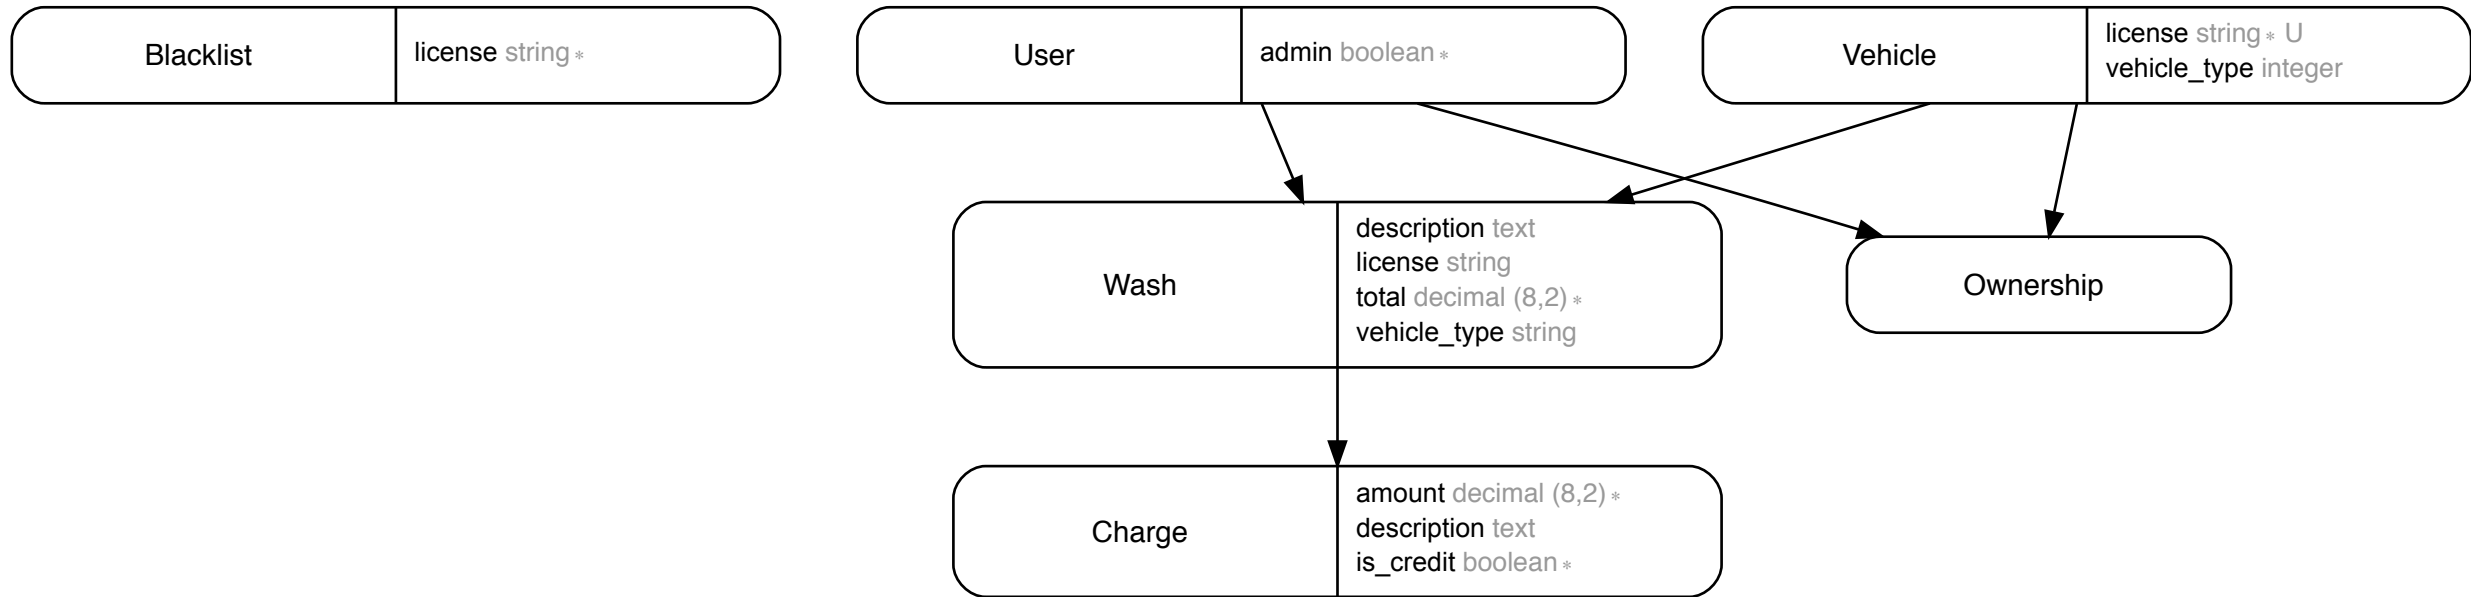 Blacklist
license string *
User
admin boolean *
Vehicle
license string * U
vehicle_type integer
Wash
description text
license string
total decimal (8,2) *
vehicle_type string
Ownership
Charge
amount decimal (8,2) *
description text
is_credit boolean *